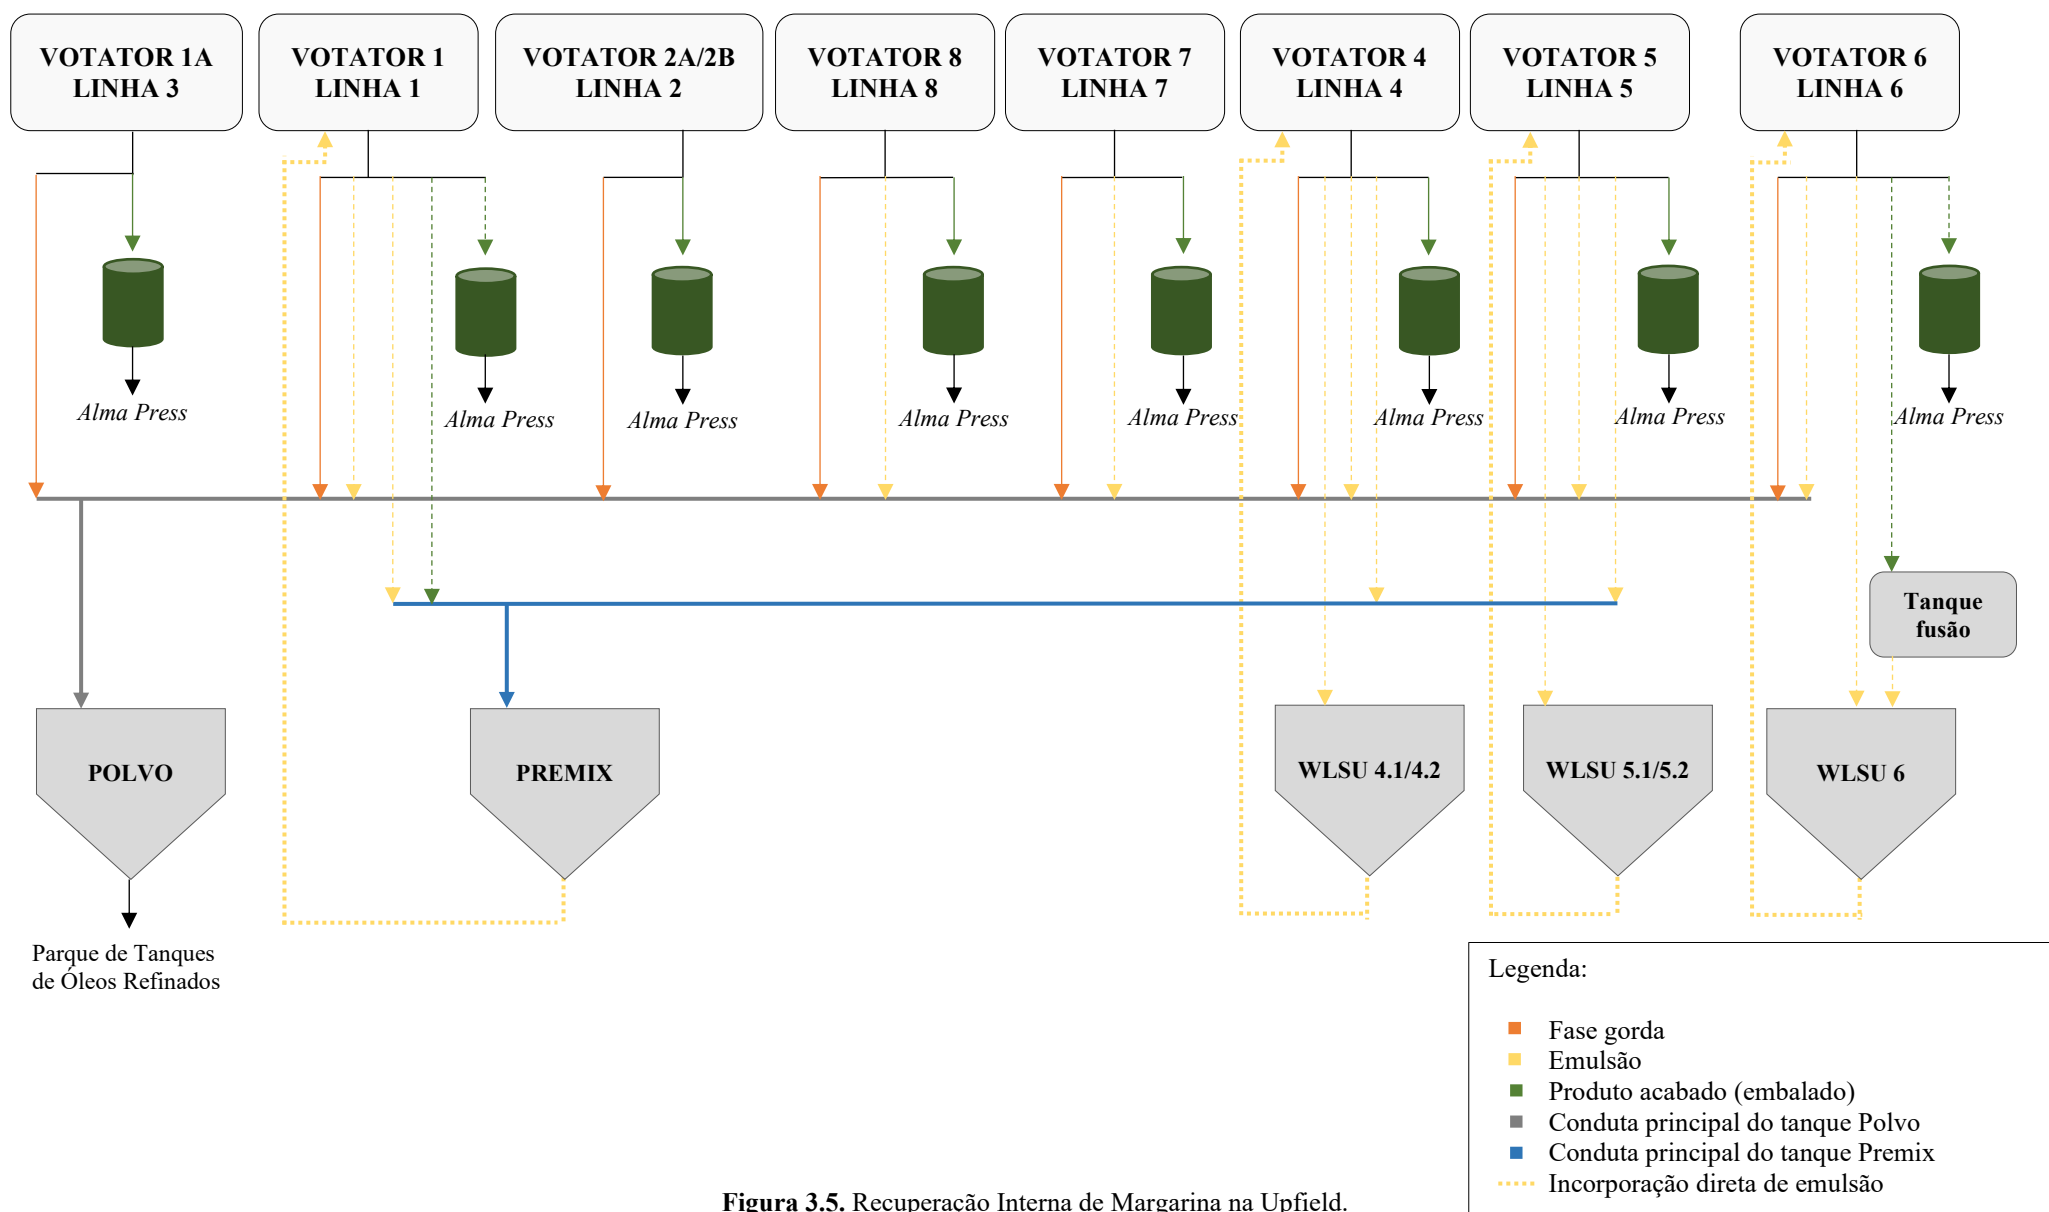 VOTATOR 1A
LINHA 3
VOTATOR 1
LINHA 1
VOTATOR 2A/2B
LINHA 2
VOTATOR 8
LINHA 8
VOTATOR 7
LINHA 7
VOTATOR 4
LINHA 4
VOTATOR 5
LINHA 5
VOTATOR 6
LINHA 6
Alma Press
Alma Press
Alma Press
Alma Press
Alma Press
Alma Press
Alma Press
Alma Press
Tanque
fusão
POLVO
PREMIX
WLSU 4.1/4.2
WLSU 5.1/5.2
WLSU 6
Parque de Tanques
de Óleos Refinados
Legenda:
Fase gorda
Emulsão
Produto acabado (embalado)
Conduta principal do tanque Polvo
Conduta principal do tanque Premix
Incorporação direta de emulsão
Figura 3.5. Recuperação Interna de Margarina na Upfield.